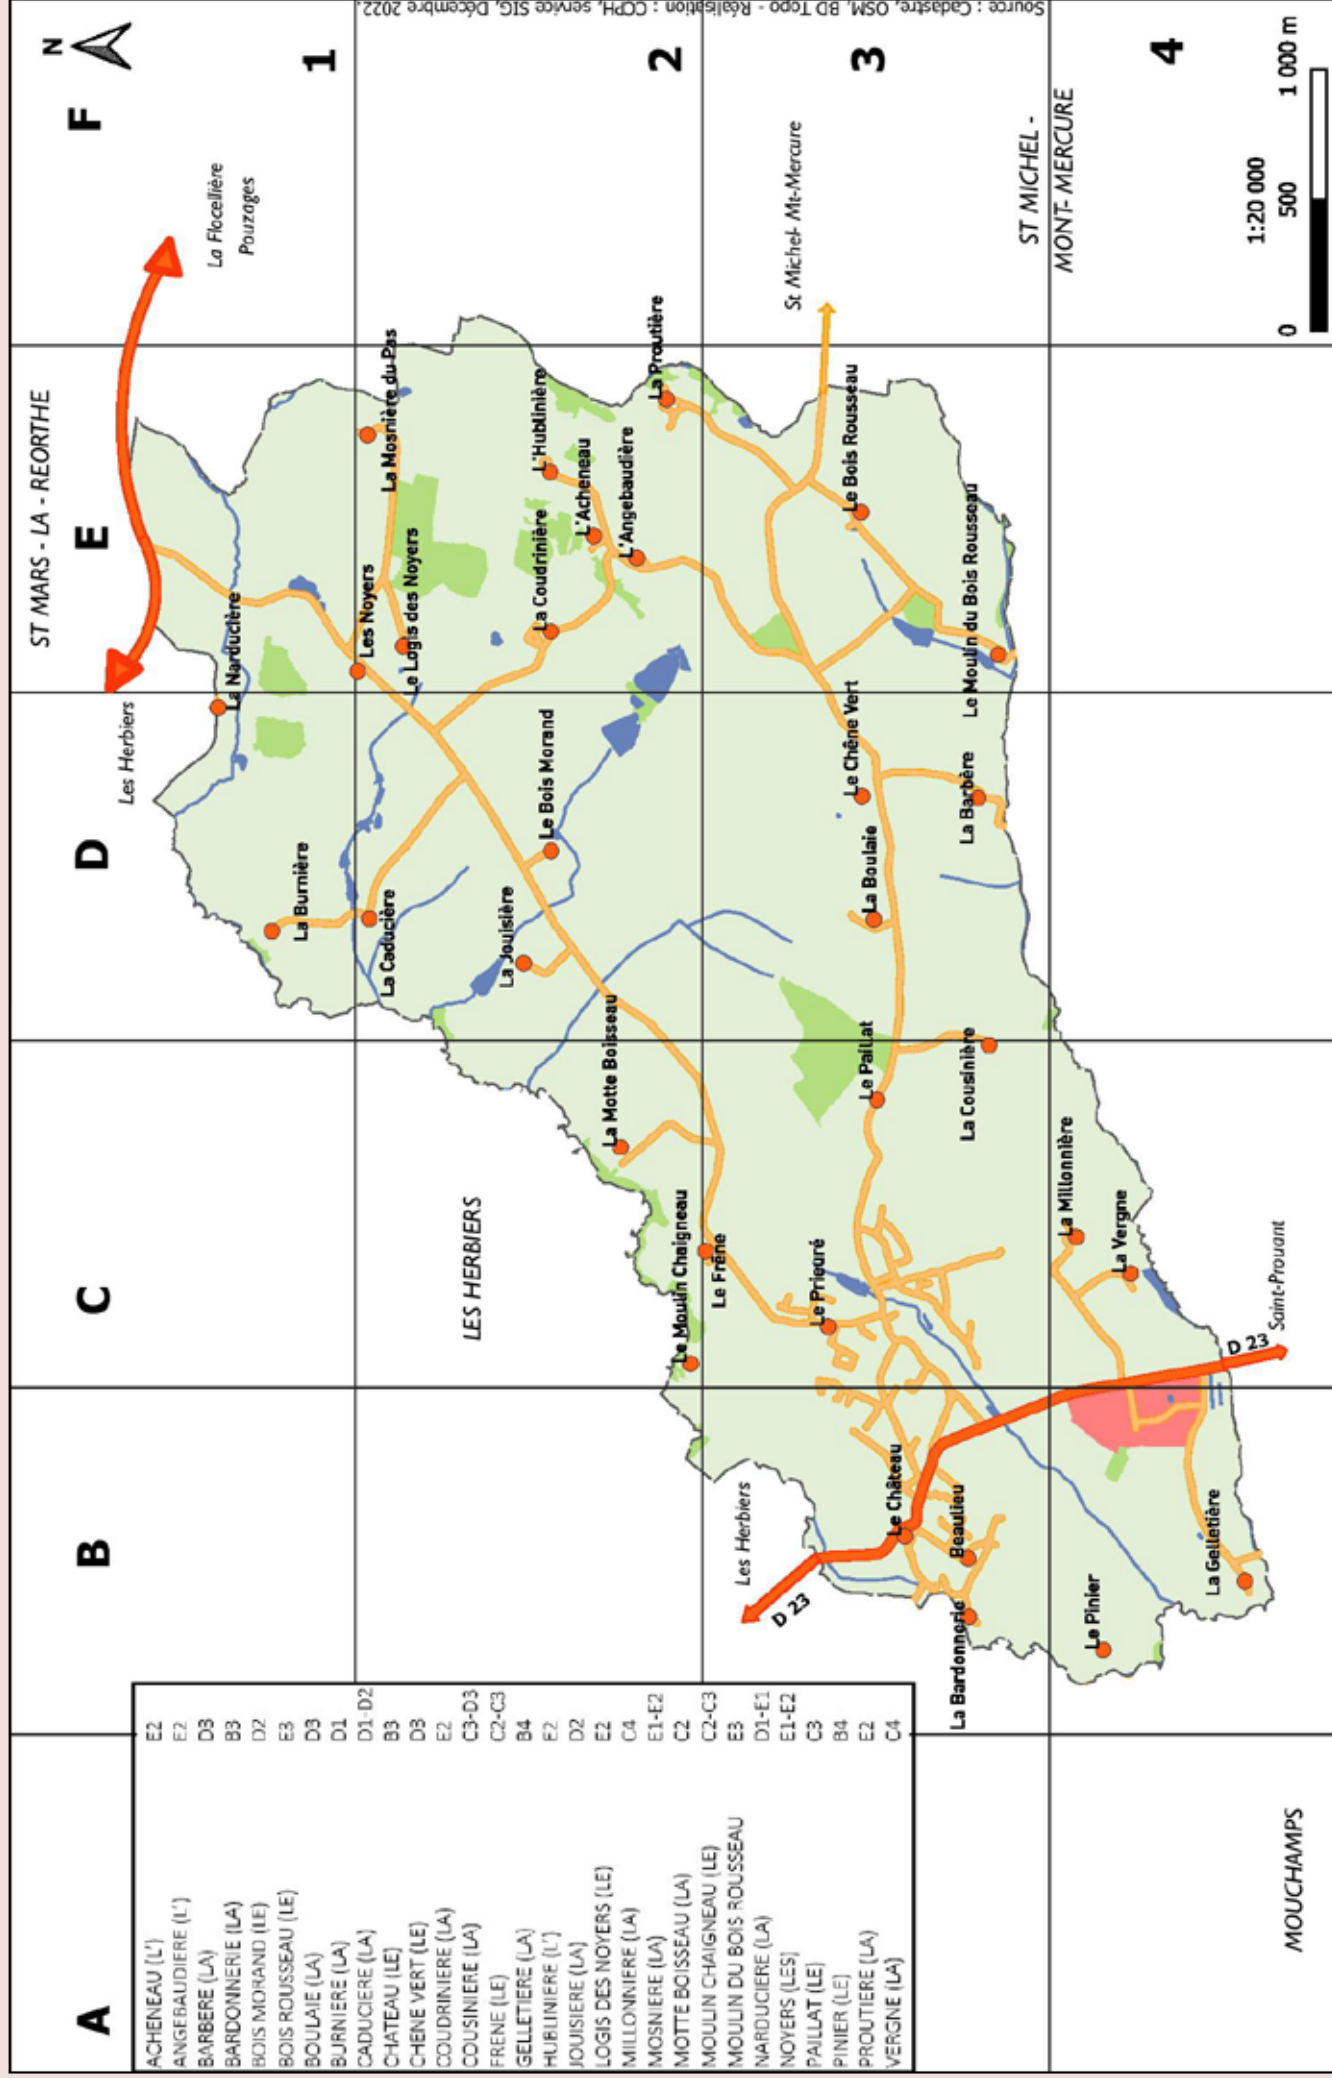 A
B
C
D
E
F
N
1
2
3
4
ACHENEAU (L') E2
ANGEBAUDIERE (L') E2
BARBERE (LA) D3
BARDONNERIE (LA) B3
BOIS MORAND (LE) D2
BOIS ROUSSEAU (LE) E3
BOULAIE (LA) D3
BURNIERE (LA) D1
CADUCIERE (LA) D1-D2
CHATEAU (LE) B3
CHENE VERT (LE) D3
COUDRINIERE (LA) E2
COUSINIERE (LA) C3-D3
FRENE (LE) C2-C3
GELLETIERE (LA) B4
HUBLINIERE (L') E2
JOUISIERE (LA) D2
LOGIS DES NOYERS (LE) E2
MILLONNIERE (LA) C4
MOSNIERE (LA) E1-E2
MOTTE BOISSEAU (LA) C2
MOULIN CHAIGNEAU (LE) C2-C3
MOULIN DU BOIS ROUSSEAU E3
NARDUCIERE (LA) D1-E1
NOYERS (LES) E1-E2
PAILLAT (LE) C3
PINIER (LE) B4
PROUTIERE (LA) E2
VERGNE (LA) C4
ST MARS - LA - REORTHE
La Flocellière
Pouzages
Les Herbiers
La Narducière
La Burnière
Les Noyers
La Mosnière du Pas
La Caducière
Le Logis des Noyers
LES HERBIERS
La Jouisière
Le Bois Morand
La Coudrinière
L'Hublinière
L'Acheneau
La Motte Boisseau
L'Angebaudière
La Proutière
Le Moulin Chaigneau
Le Frêne
Les Herbiers
D 23
Le Prieuré
St Michel- Mt-Mercure
Le Château
Le Paillat
La Boulaie
Le Chêne Vert
Le Bois Rousseau
La Bardonnerie
Beaulieu
La Cousinière
La Barbère
Le Moulin du Bois Rousseau
ST MICHEL -
MONT- MERCURE
Le Pinier
La Millonnière
La Vergne
La Gelletière
D 23
Saint-Prouant
MOUCHAMPS
1:20 000
0 500 1 000 m
Source : Cadastre, OSM, BD Topo - Réalisation : CCPH, service SIG, Décembre 2022.